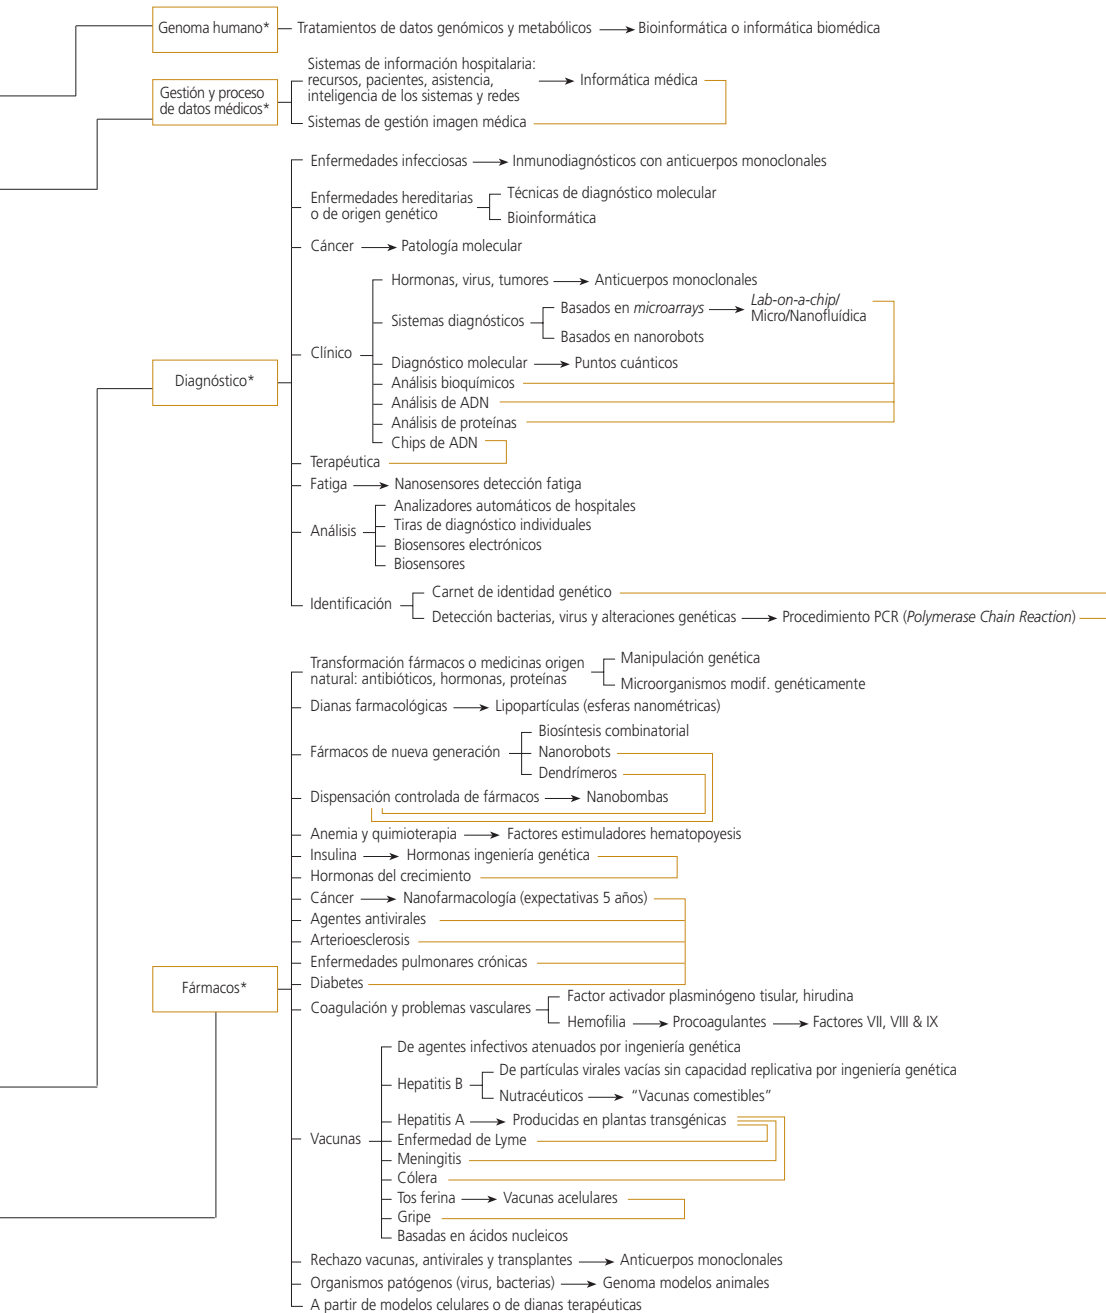 Genoma humano*
Tratamientos de datos genómicos y metabólicos
Bioinformática o informática biomédica
Gestión y proceso
de datos médicos*
Sistemas de información hospitalaria:
recursos, pacientes, asistencia,
inteligencia de los sistemas y redes
Informática médica
Sistemas de gestión imagen médica
Diagnóstico*
Enfermedades infecciosas
Inmunodiagnósticos con anticuerpos monoclonales
Enfermedades hereditarias
o de origen genético
Técnicas de diagnóstico molecular
Bioinformática
Cáncer
Patología molecular
Clínico
Hormonas, virus, tumores
Anticuerpos monoclonales
Sistemas diagnósticos
Basados en microarrays
Lab-on-a-chip/
Micro/Nanofluídica
Basados en nanorobots
Diagnóstico molecular
Puntos cuánticos
Análisis bioquímicos
Análisis de ADN
Análisis de proteínas
Chips de ADN
Terapéutica
Fatiga
Nanosensores detección fatiga
Análisis
Analizadores automáticos de hospitales
Tiras de diagnóstico individuales
Biosensores electrónicos
Biosensores
Identificación
Carnet de identidad genético
Detección bacterias, virus y alteraciones genéticas
Procedimiento PCR (Polymerase Chain Reaction)
Fármacos*
Transformación fármacos o medicinas origen
natural: antibióticos, hormonas, proteínas
Manipulación genética
Microorganismos modif. genéticamente
Dianas farmacológicas
Lipopartículas (esferas nanométricas)
Fármacos de nueva generación
Biosíntesis combinatorial
Nanorobots
Dendrímeros
Dispensación controlada de fármacos
Nanobombas
Anemia y quimioterapia
Factores estimuladores hematopoyesis
Insulina
Hormonas ingeniería genética
Hormonas del crecimiento
Cáncer
Nanofarmacología (expectativas 5 años)
Agentes antivirales
Arterioesclerosis
Enfermedades pulmonares crónicas
Diabetes
Coagulación y problemas vasculares
Factor activador plasminógeno tisular, hirudina
Hemofilia
Procoagulantes
Factores VII, VIII & IX
Vacunas
De agentes infectivos atenuados por ingeniería genética
Hepatitis B
De partículas virales vacías sin capacidad replicativa por ingeniería genética
Nutracéuticos
“Vacunas comestibles”
Hepatitis A
Producidas en plantas transgénicas
Enfermedad de Lyme
Meningitis
Cólera
Tos ferina
Vacunas acelulares
Gripe
Basadas en ácidos nucleicos
Rechazo vacunas, antivirales y transplantes
Anticuerpos monoclonales
Organismos patógenos (virus, bacterias)
Genoma modelos animales
A partir de modelos celulares o de dianas terapéuticas